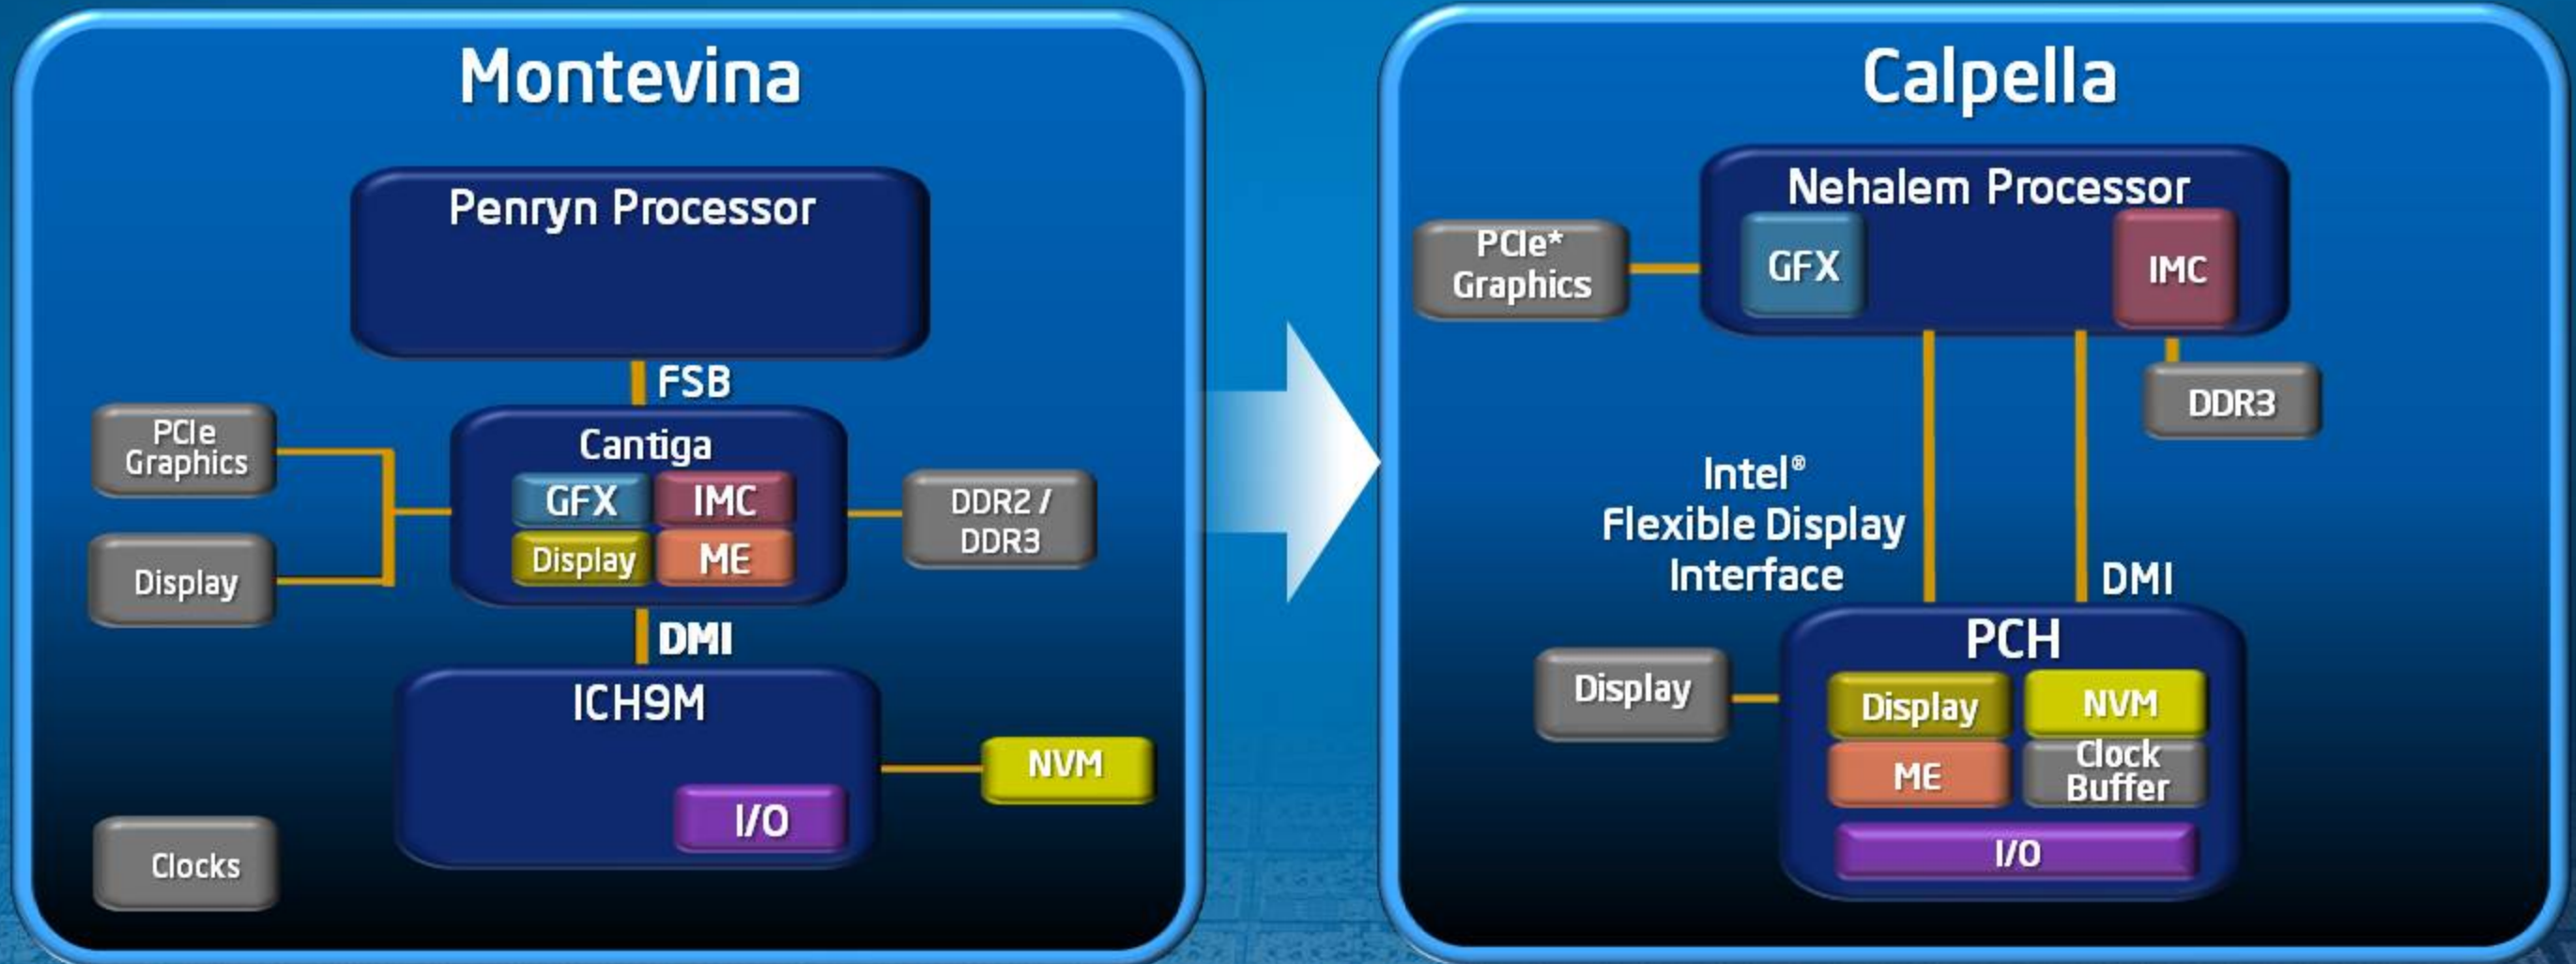 Montevina
Penryn Processor
FSB
PCIe
Graphics
Display
Cantiga
GFX
IMC
Display
ME
DDR2 /
DDR3
DMI
ICH9M
I/O
NVM
Clocks
Calpella
Nehalem Processor
GFX
IMC
PCIe*
Graphics
DDR3
Intel®
Flexible Display
Interface
DMI
PCH
Display
Display
NVM
ME
Clock
Buffer
I/O